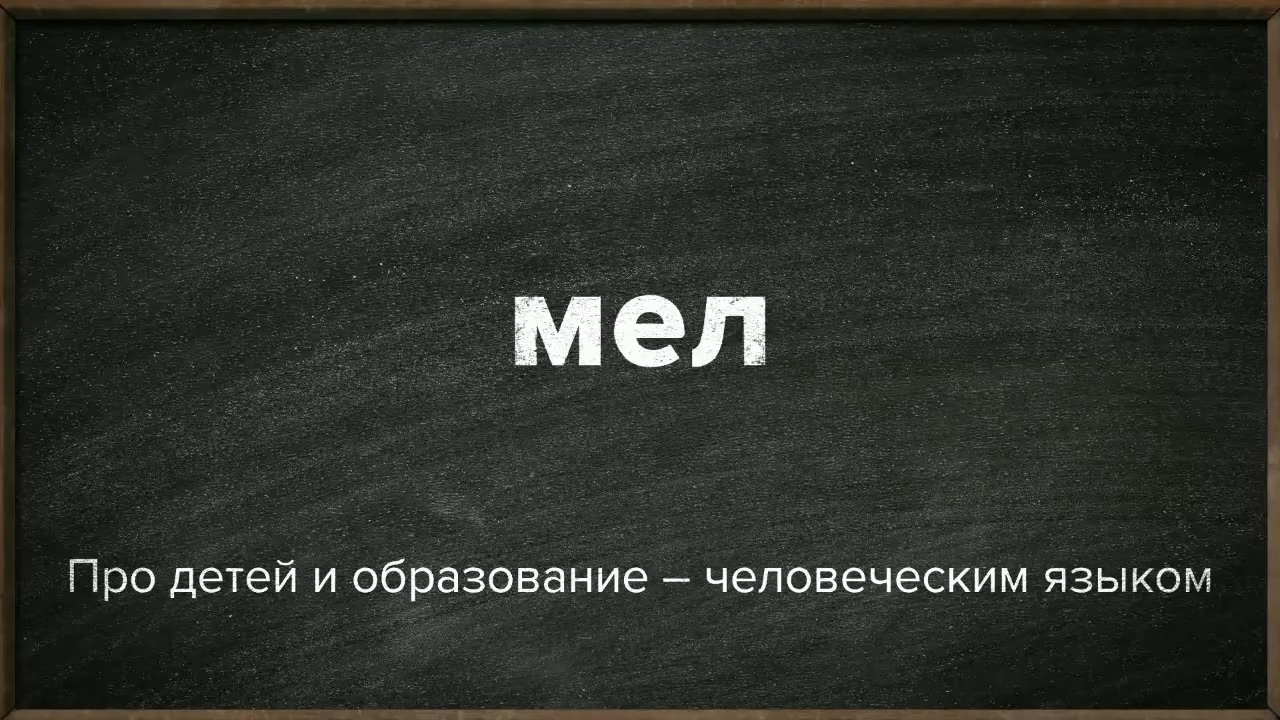 мел
Про детей и образование – человеческим языком